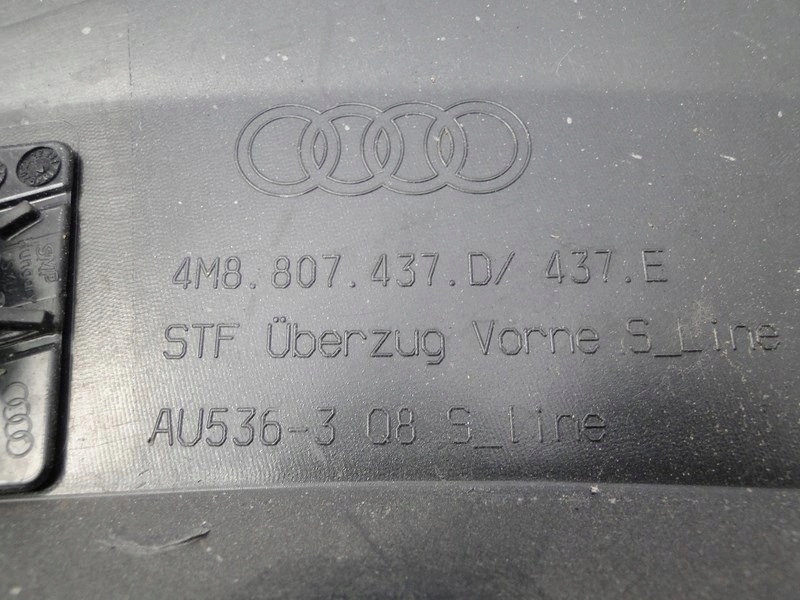 4M8.807.437.D/ 437.E
STF Überzug Vorne S_Line
AU536-3 Q8 S_line